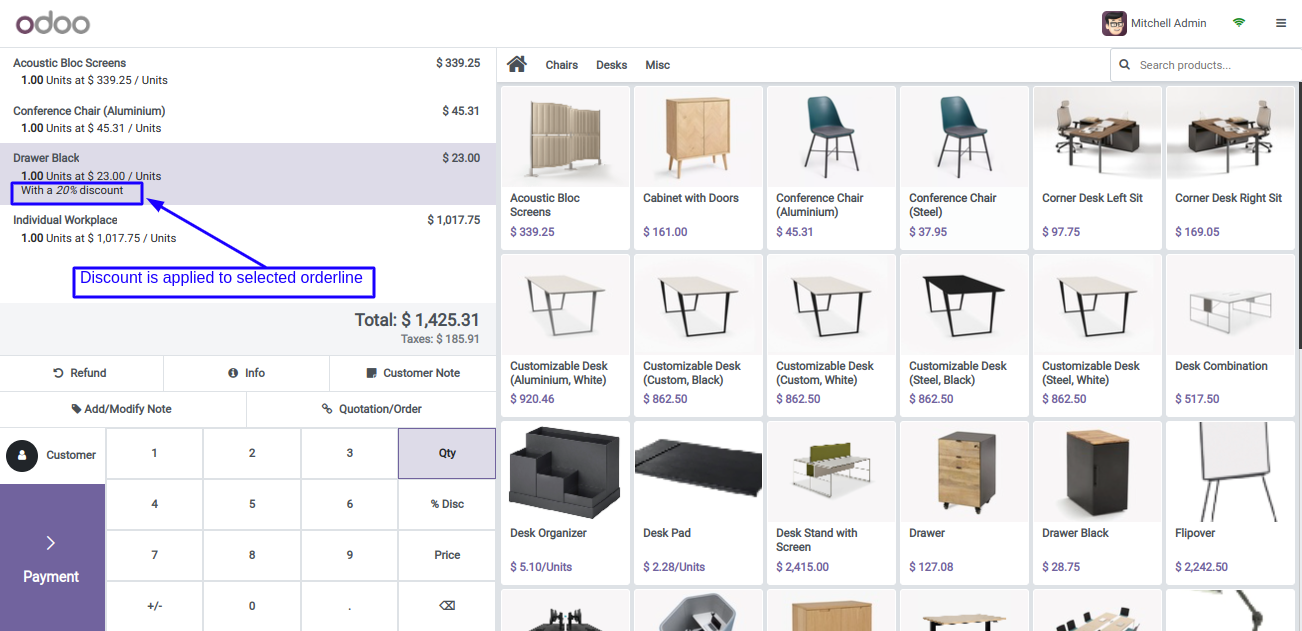 odoo
Mitchell Admin
Acoustic Bloc Screens $ 339.25
1.00 Units at $ 339.25 / Units
Conference Chair (Aluminium) $ 45.31
1.00 Units at $ 45.31 / Units
Drawer Black $ 23.00
1.00 Units at $ 23.00 / Units
With a 20% discount
Individual Workplace $ 1,017.75
1.00 Units at $ 1,017.75 / Units
Discount is applied to selected orderline
Total: $ 1,425.31
Taxes: $ 185.91
Refund Info Customer Note
Add/Modify Note Quotation/Order
Customer
Payment
1 2 3 Qty
4 5 6 % Disc
7 8 9 Price
+/- 0 . ⌫
Chairs Desks Misc
Search products...
Acoustic Bloc
Screens
$ 339.25
Cabinet with Doors
$ 161.00
Conference Chair
(Aluminium)
$ 45.31
Conference Chair
(Steel)
$ 37.95
Corner Desk Left Sit
$ 97.75
Corner Desk Right Sit
$ 169.05
Customizable Desk
(Aluminium, White)
$ 920.46
Customizable Desk
(Custom, Black)
$ 862.50
Customizable Desk
(Custom, White)
$ 862.50
Customizable Desk
(Steel, Black)
$ 862.50
Customizable Desk
(Steel, White)
$ 862.50
Desk Combination
$ 517.50
Desk Organizer
$ 5.10/Units
Desk Pad
$ 2.28/Units
Desk Stand with
Screen
$ 2,415.00
Drawer
$ 127.08
Drawer Black
$ 28.75
Flipover
$ 2,242.50